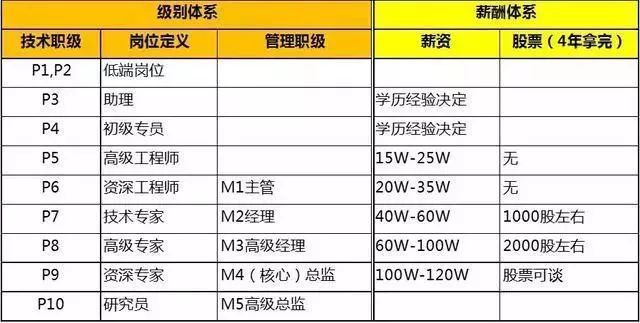 级别体系 薪酬体系
技术职级 岗位定义 管理职级 薪资 股票（4年拿完）
P1,P2 低端岗位
P3 助理 学历经验决定
P4 初级专员 学历经验决定
P5 高级工程师 15W-25W 无
P6 资深工程师 M1主管 20W-35W 无
P7 技术专家 M2经理 40W-60W 1000股左右
P8 高级专家 M3高级经理 60W-100W 2000股左右
P9 资深专家 M4（核心）总监 100W-120W 股票可谈
P10 研究员 M5高级总监